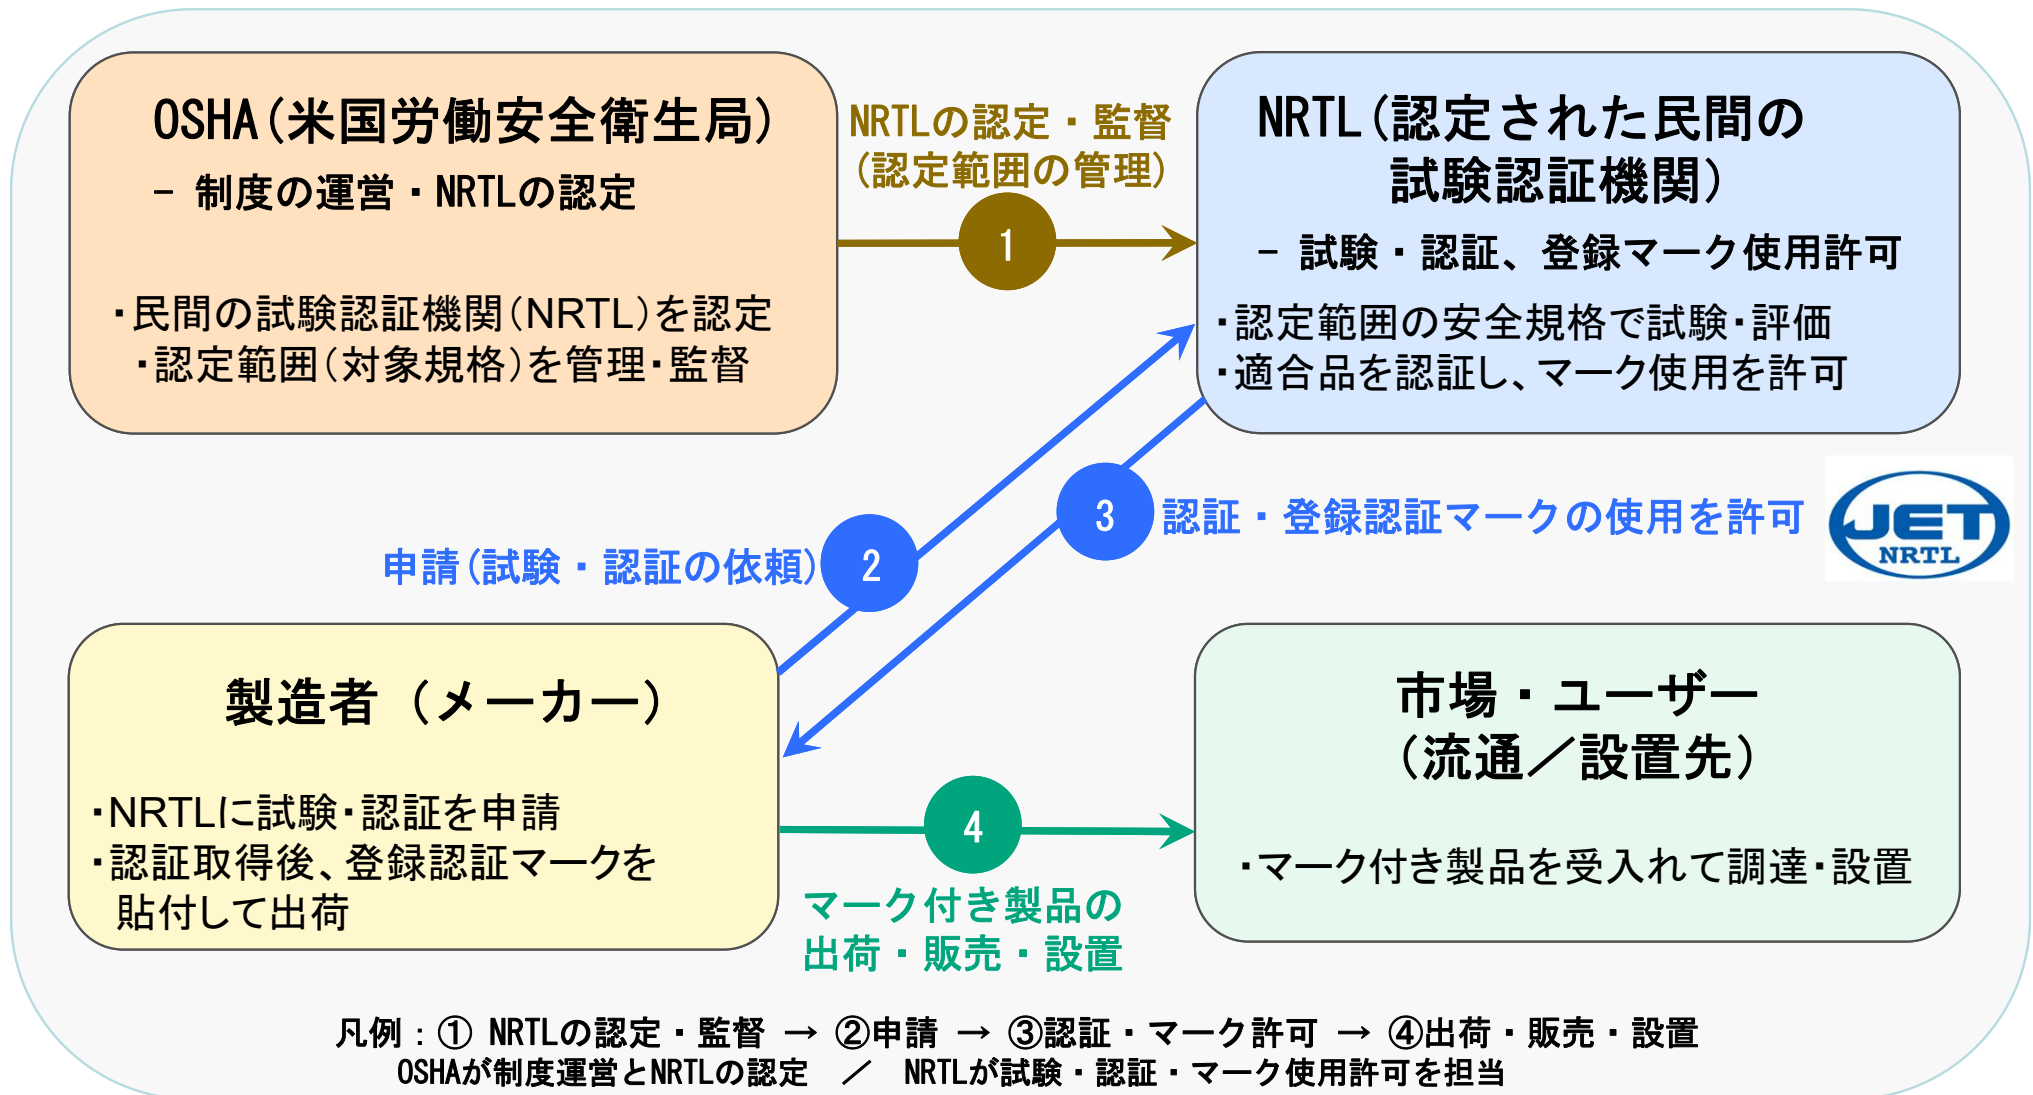 OSHA(米国労働安全衛生局)
− 制度の運営・NRTLの認定
・民間の試験認証機関(NRTL)を認定
・認定範囲(対象規格)を管理・監督
NRTLの認定・監督
(認定範囲の管理)
1
NRTL(認定された民間の
試験認証機関)
− 試験・認証、登録マーク使用許可
・認定範囲の安全規格で試験・評価
・適合品を認証し、マーク使用を許可
申請(試験・認証の依頼)
2
3
認証・登録認証マークの使用を許可
JET
NRTL
製造者（メーカー）
・NRTLに試験・認証を申請
・認証取得後、登録認証マークを
貼付して出荷
4
マーク付き製品の
出荷・販売・設置
市場・ユーザー
(流通／設置先)
・マーク付き製品を受入れて調達・設置
凡例：① NRTLの認定・監督 → ②申請 → ③認証・マーク許可 → ④出荷・販売・設置
OSHAが制度運営とNRTLの認定　／　NRTLが試験・認証・マーク使用許可を担当